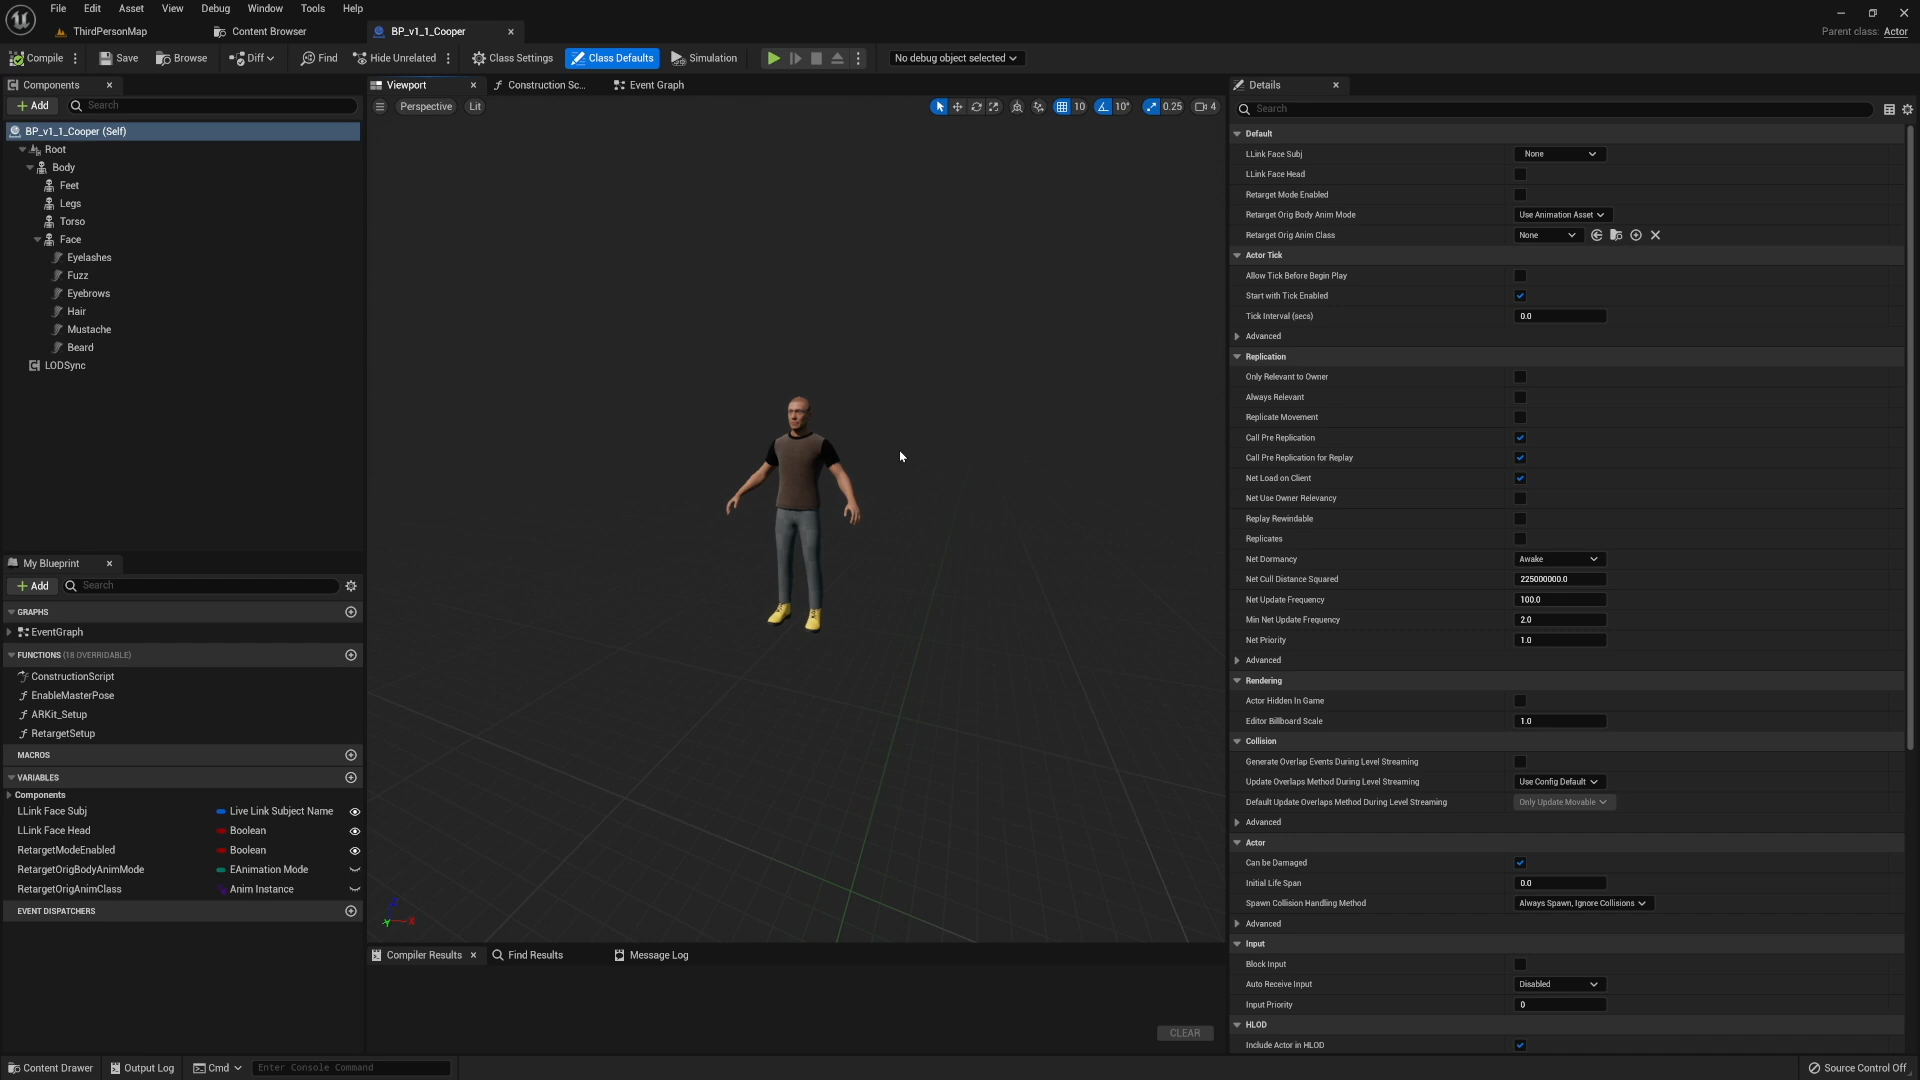 File Edit Asset View Debug Window Tools Help
ThirdPersonMap Content Browser BP_v1_1_Cooper
Parent class: Actor
Compile Save Browse Diff Find Hide Unrelated Class Settings Class Defaults Simulation No debug object selected
Components
Add Search
BP_v1_1_Cooper (Self)
Root
Body
Feet
Legs
Torso
Face
Eyelashes
Fuzz
Eyebrows
Hair
Mustache
Beard
LODSync
My Blueprint
Add Search
GRAPHS
EventGraph
FUNCTIONS (18 OVERRIDABLE)
ConstructionScript
EnableMasterPose
ARKit_Setup
RetargetSetup
MACROS
VARIABLES
Components
LLink Face Subj Live Link Subject Name
LLink Face Head Boolean
RetargetModeEnabled Boolean
RetargetOrigBodyAnimMode EAnimation Mode
RetargetOrigAnimClass Anim Instance
EVENT DISPATCHERS
Viewport Construction Sc... Event Graph
Perspective Lit 10 10° 0.25 4
Z
Y X
Compiler Results Find Results Message Log
CLEAR
Details
Search
Default
LLink Face Subj None
LLink Face Head
Retarget Mode Enabled
Retarget Orig Body Anim Mode Use Animation Asset
Retarget Orig Anim Class None
Actor Tick
Allow Tick Before Begin Play
Start with Tick Enabled
Tick Interval (secs) 0.0
Advanced
Replication
Only Relevant to Owner
Always Relevant
Replicate Movement
Call Pre Replication
Call Pre Replication for Replay
Net Load on Client
Net Use Owner Relevancy
Replay Rewindable
Replicates
Net Dormancy Awake
Net Cull Distance Squared 225000000.0
Net Update Frequency 100.0
Min Net Update Frequency 2.0
Net Priority 1.0
Advanced
Rendering
Actor Hidden In Game
Editor Billboard Scale 1.0
Collision
Generate Overlap Events During Level Streaming
Update Overlaps Method During Level Streaming Use Config Default
Default Update Overlaps Method During Level Streaming Only Update Movable
Advanced
Actor
Can be Damaged
Initial Life Span 0.0
Spawn Collision Handling Method Always Spawn, Ignore Collisions
Advanced
Input
Block Input
Auto Receive Input Disabled
Input Priority 0
HLOD
Include Actor in HLOD
Content Drawer Output Log Cmd Enter Console Command Source Control Off